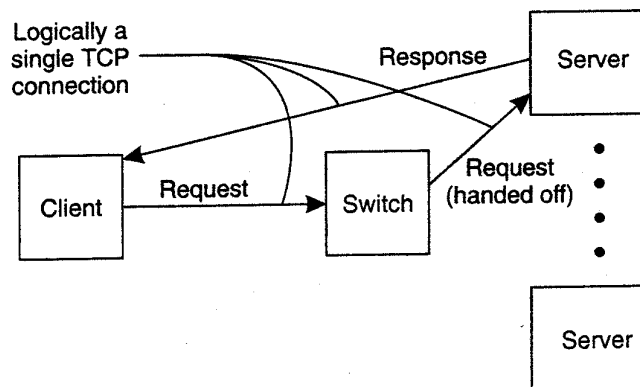 Logically a
single TCP
connection
Response
Server
Client
Request
Switch
Request
(handed off)
Server